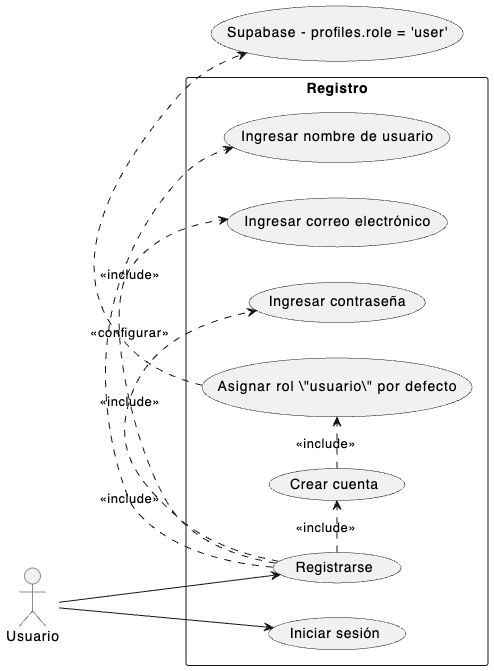 Supabase - profiles.role = 'user'
Registro
Ingresar nombre de usuario
Ingresar correo electrónico
«include»
Ingresar contraseña
«configurar»
Asignar rol \"usuario\" por defecto
«include»
«include»
Crear cuenta
«include»
«include»
Registrarse
Usuario
Iniciar sesión